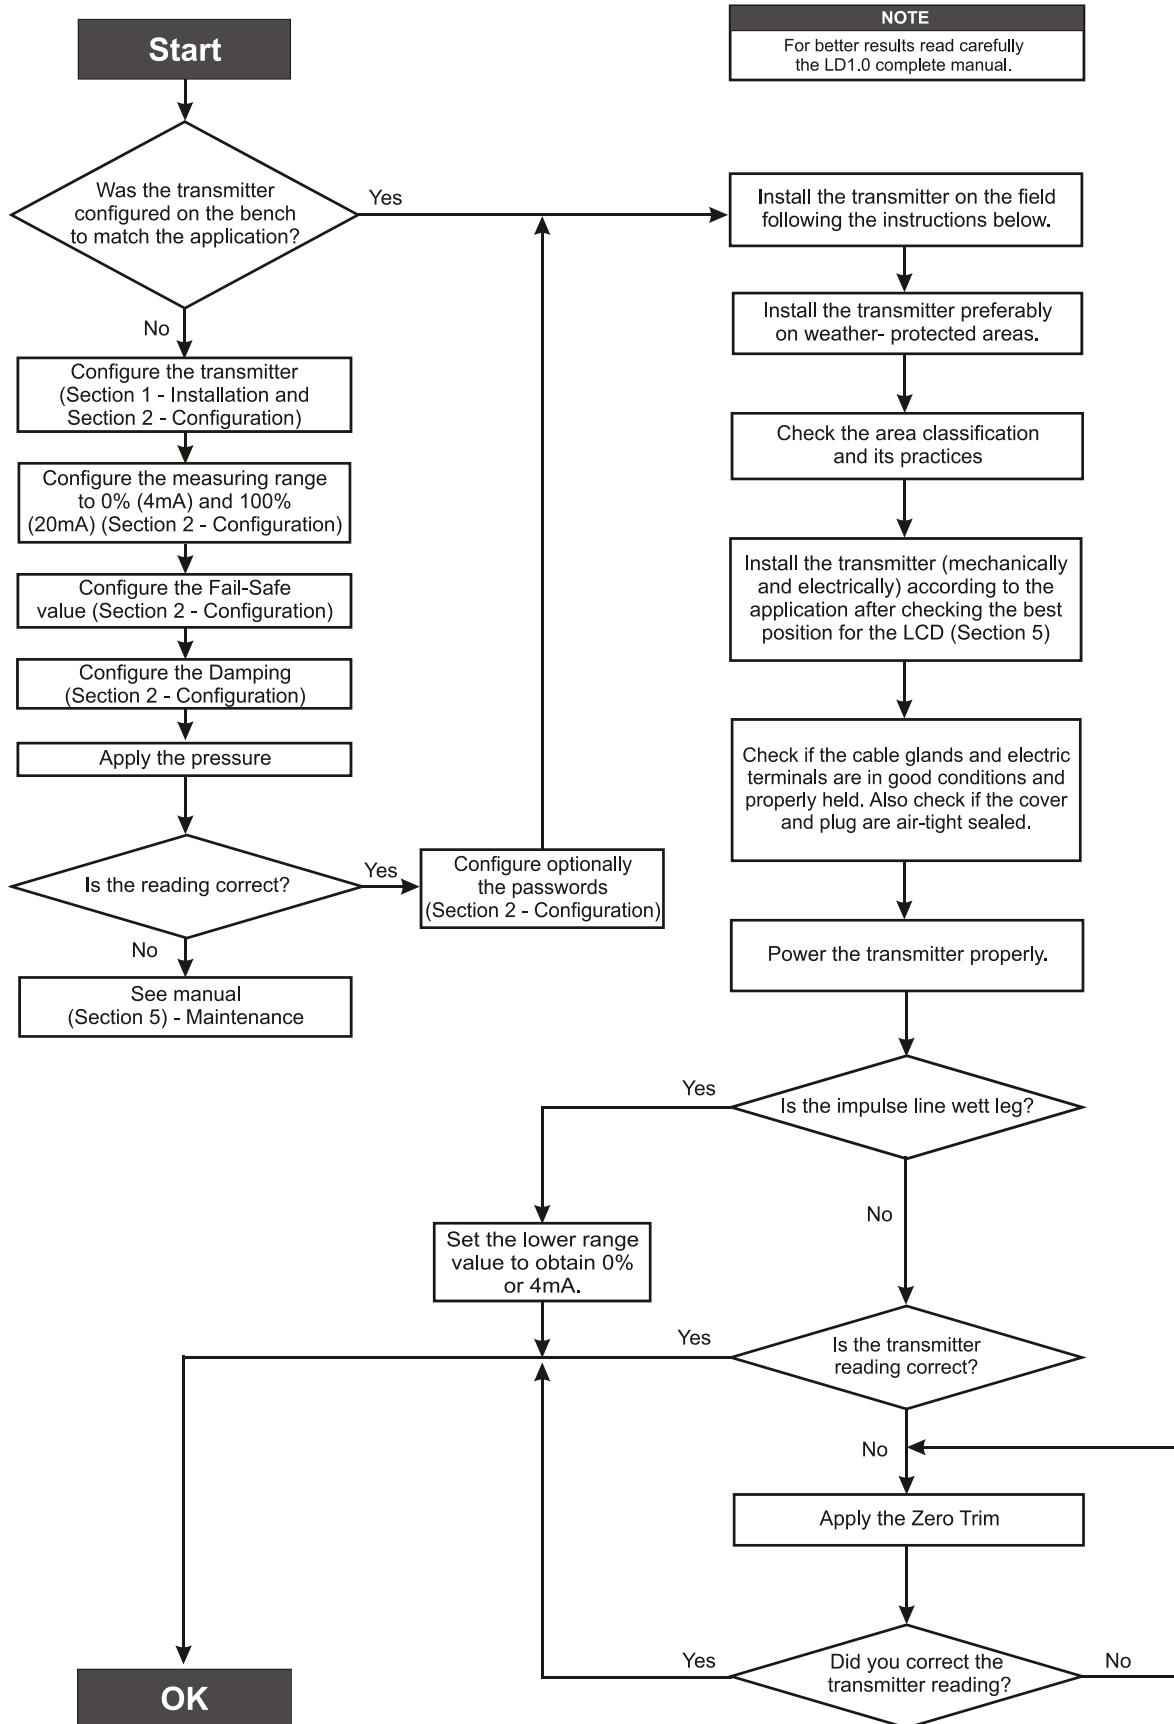 Start
NOTE
For better results read carefully
the LD1.0 complete manual.
Was the transmitter
configured on the bench
to match the application?
Yes
No
Configure the transmitter
(Section 1 - Installation and
Section 2 - Configuration)
Configure the measuring range
to 0% (4mA) and 100%
(20mA) (Section 2 - Configuration)
Configure the Fail-Safe
value (Section 2 - Configuration)
Configure the Damping
(Section 2 - Configuration)
Apply the pressure
Is the reading correct?
Yes
Configure optionally
the passwords
(Section 2 - Configuration)
No
See manual
(Section 5) - Maintenance
Install the transmitter on the field
following the instructions below.
Install the transmitter preferably
on weather- protected areas.
Check the area classification
and its practices
Install the transmitter (mechanically
and electrically) according to the
application after checking the best
position for the LCD (Section 5)
Check if the cable glands and electric
terminals are in good conditions and
properly held. Also check if the cover
and plug are air-tight sealed.
Power the transmitter properly.
Is the impulse line wett leg?
Yes
No
Set the lower range
value to obtain 0%
or 4mA.
Is the transmitter
reading correct?
Yes
No
Apply the Zero Trim
Did you correct the
transmitter reading?
Yes
No
OK